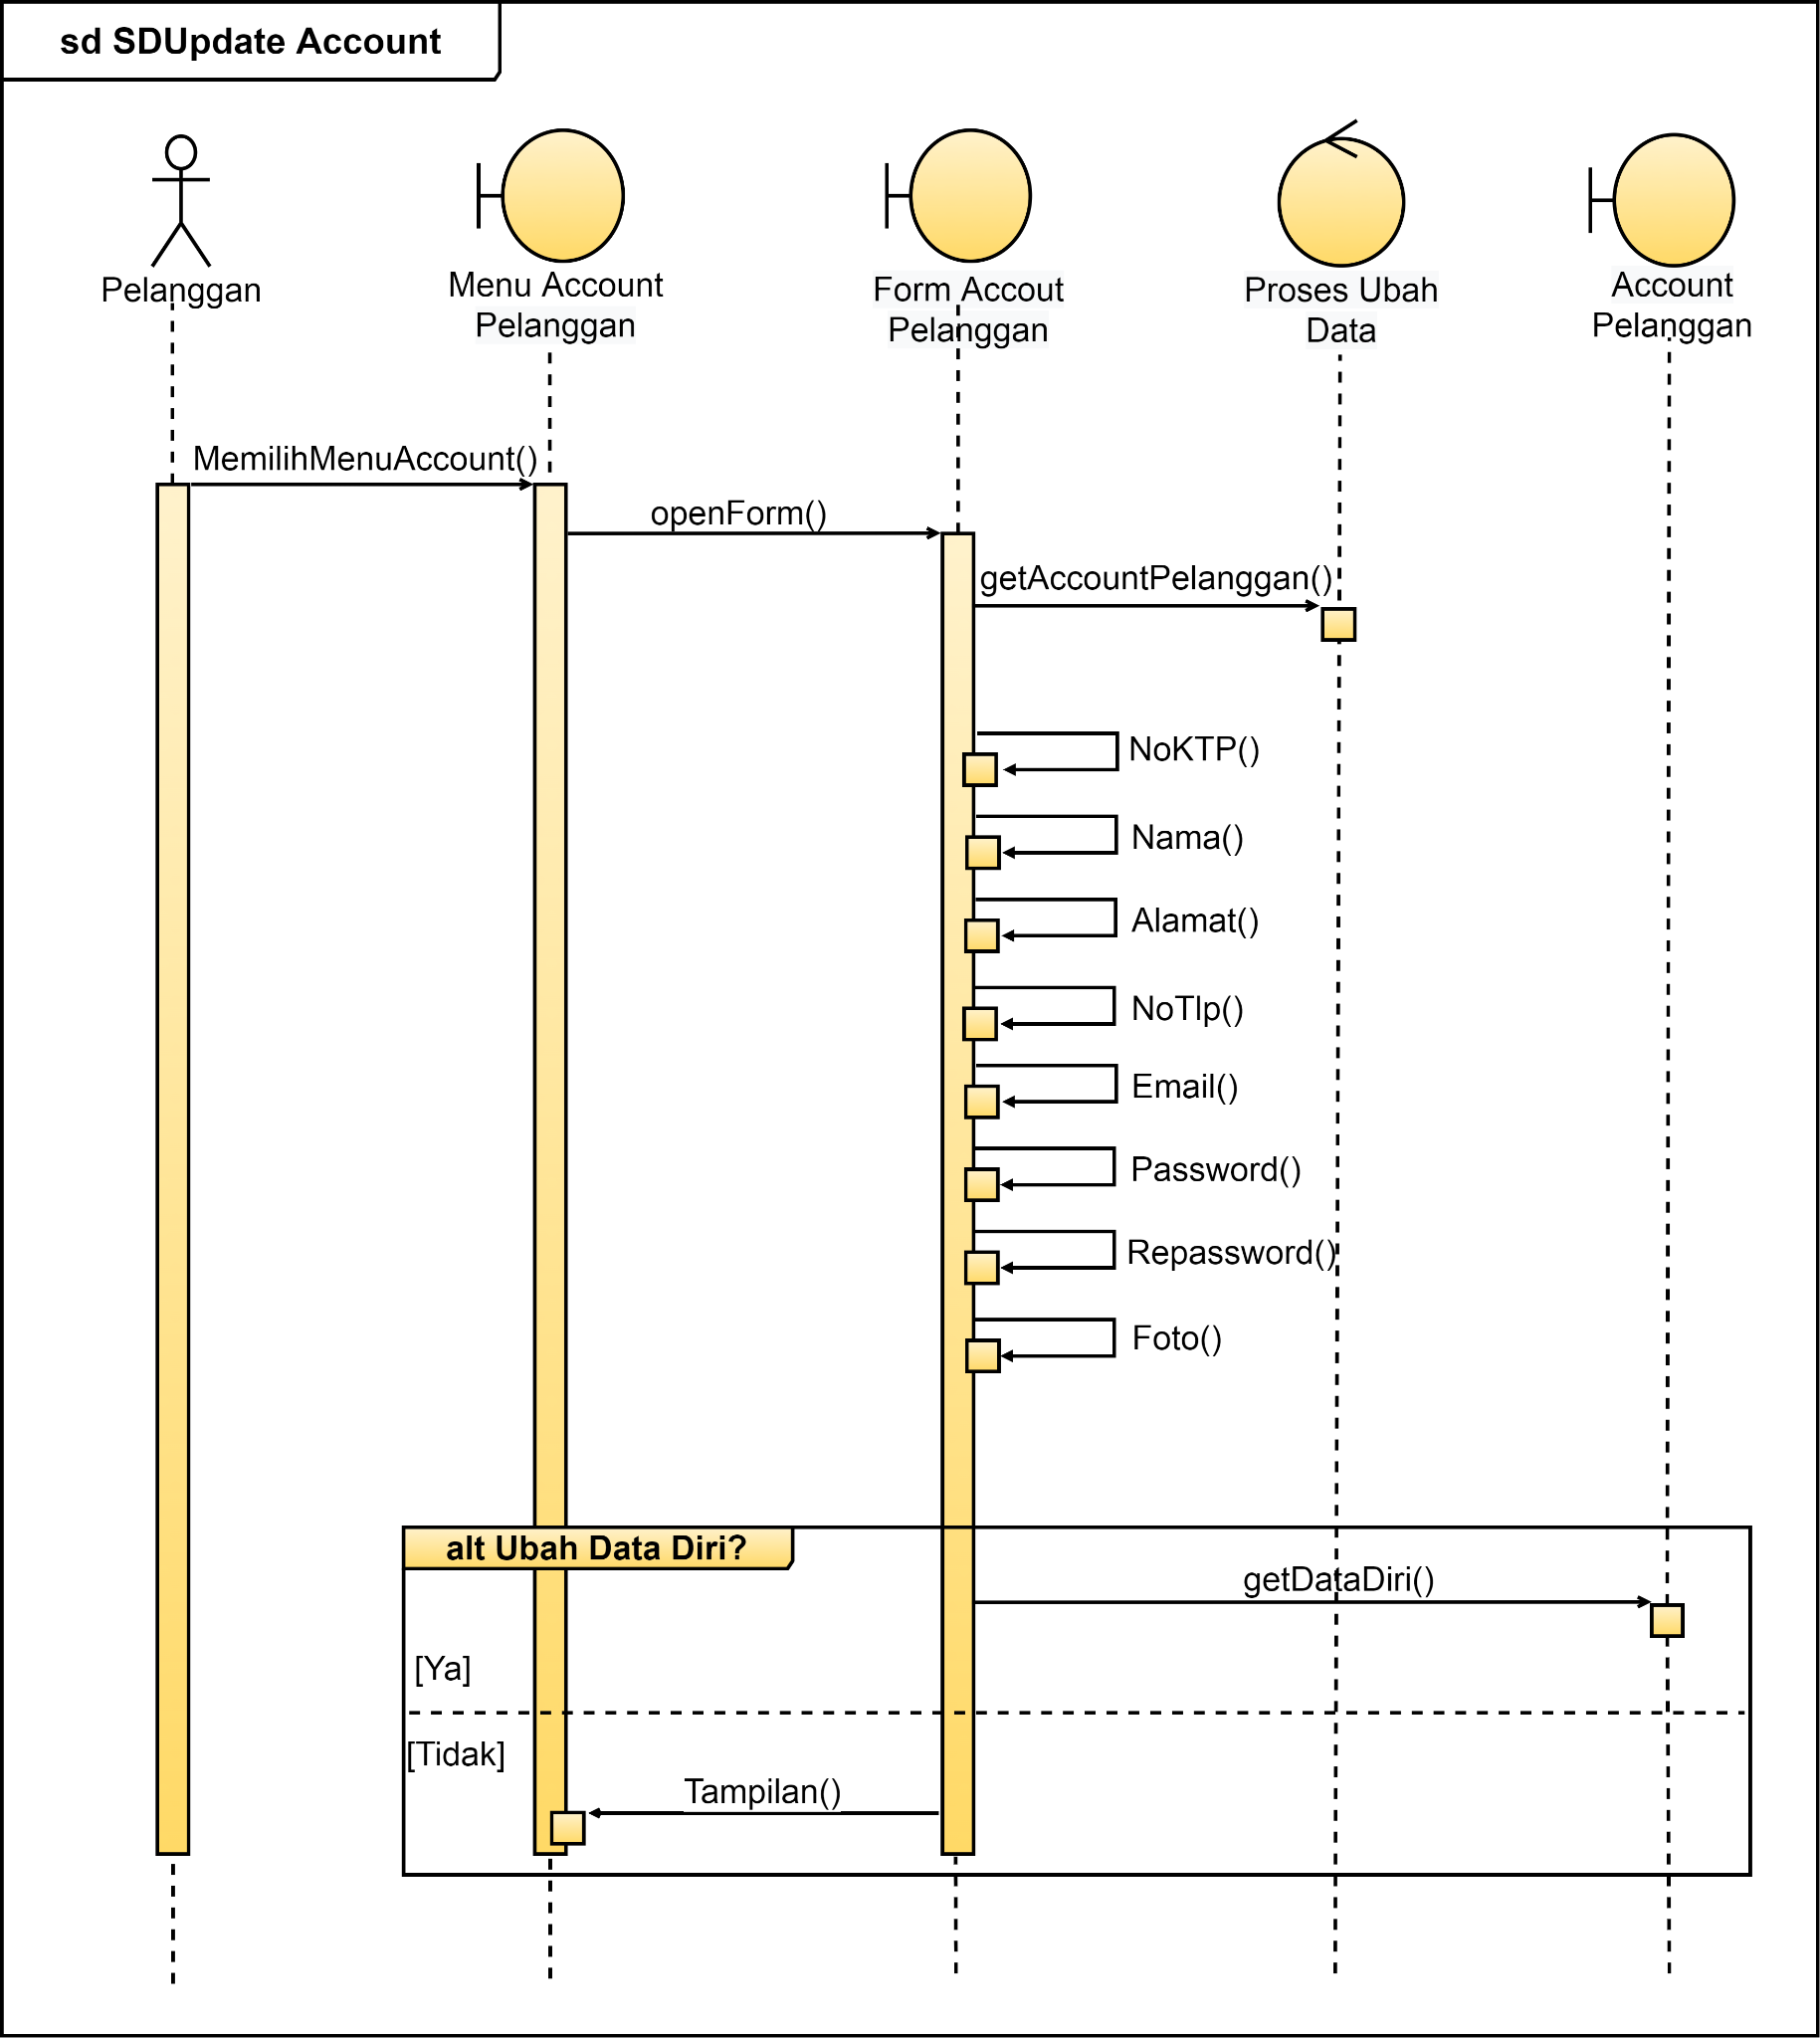 sd SDUpdate Account
Pelanggan
Menu Account
Pelanggan
Form Accout
Pelanggan
Proses Ubah
Data
Account
Pelanggan
MemilihMenuAccount()
openForm()
getAccountPelanggan()
NoKTP()
Nama()
Alamat()
NoTlp()
Email()
Password()
Repassword()
Foto()
alt Ubah Data Diri?
getDataDiri()
[Ya]
[Tidak]
Tampilan()